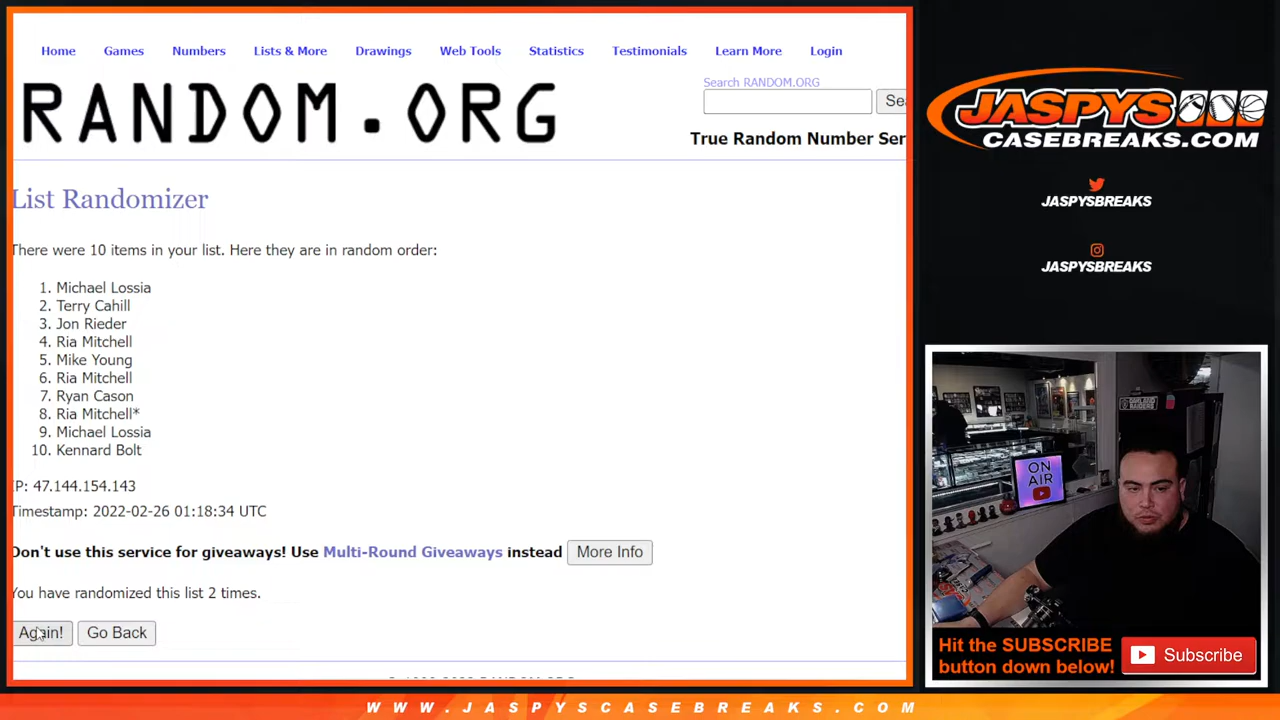 Home Games Numbers Lists & More Drawings Web Tools Statistics Testimonials Learn More Login
RANDOM.ORG
Search RANDOM.ORG
True Random Number Ser
List Randomizer
There were 10 items in your list. Here they are in random order:
1. Michael Lossia
2. Terry Cahill
3. Jon Rieder
4. Ria Mitchell
5. Mike Young
6. Ria Mitchell
7. Ryan Cason
8. Ria Mitchell*
9. Michael Lossia
10. Kennard Bolt
IP: 47.144.154.143
Timestamp: 2022-02-26 01:18:34 UTC
Don't use this service for giveaways! Use Multi-Round Giveaways instead More Info
You have randomized this list 2 times.
Again! Go Back
JASPYS
CASEBREAKS.COM
JASPYSBREAKS
JASPYSBREAKS
OAKLAND
RAIDERS
ON
AIR
Hit the SUBSCRIBE
button down below!
Subscribe
WWW.JASPYSCASEBREAKS.COM